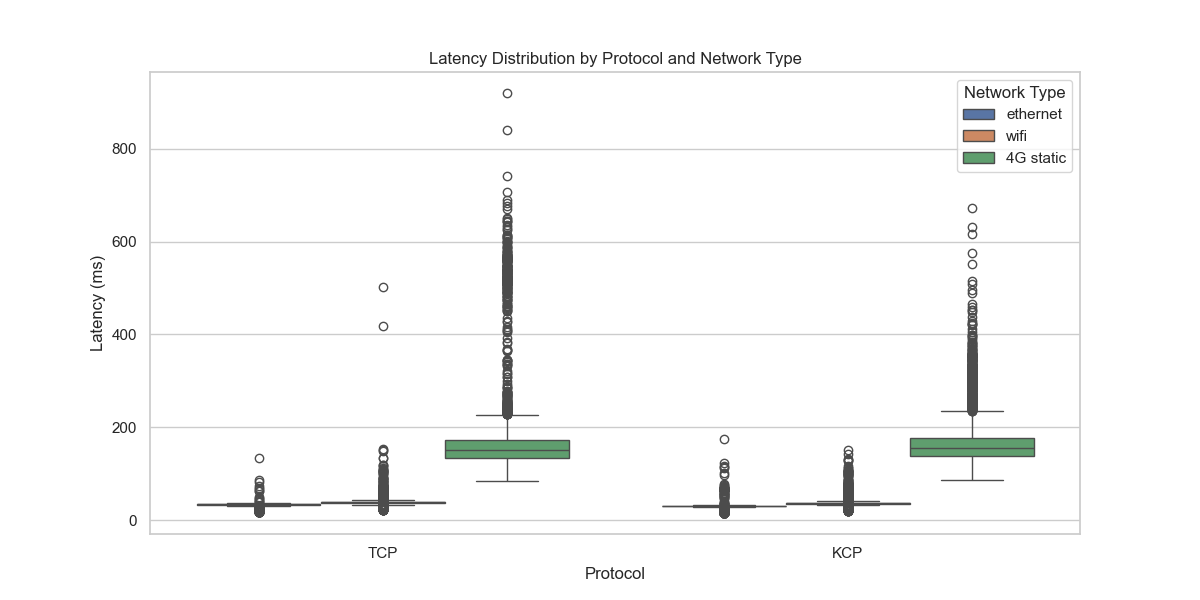 Latency Distribution by Protocol and Network Type
Network Type
ethernet
wifi
4G static
800
600
400
200
0
Latency (ms)
TCP
KCP
Protocol